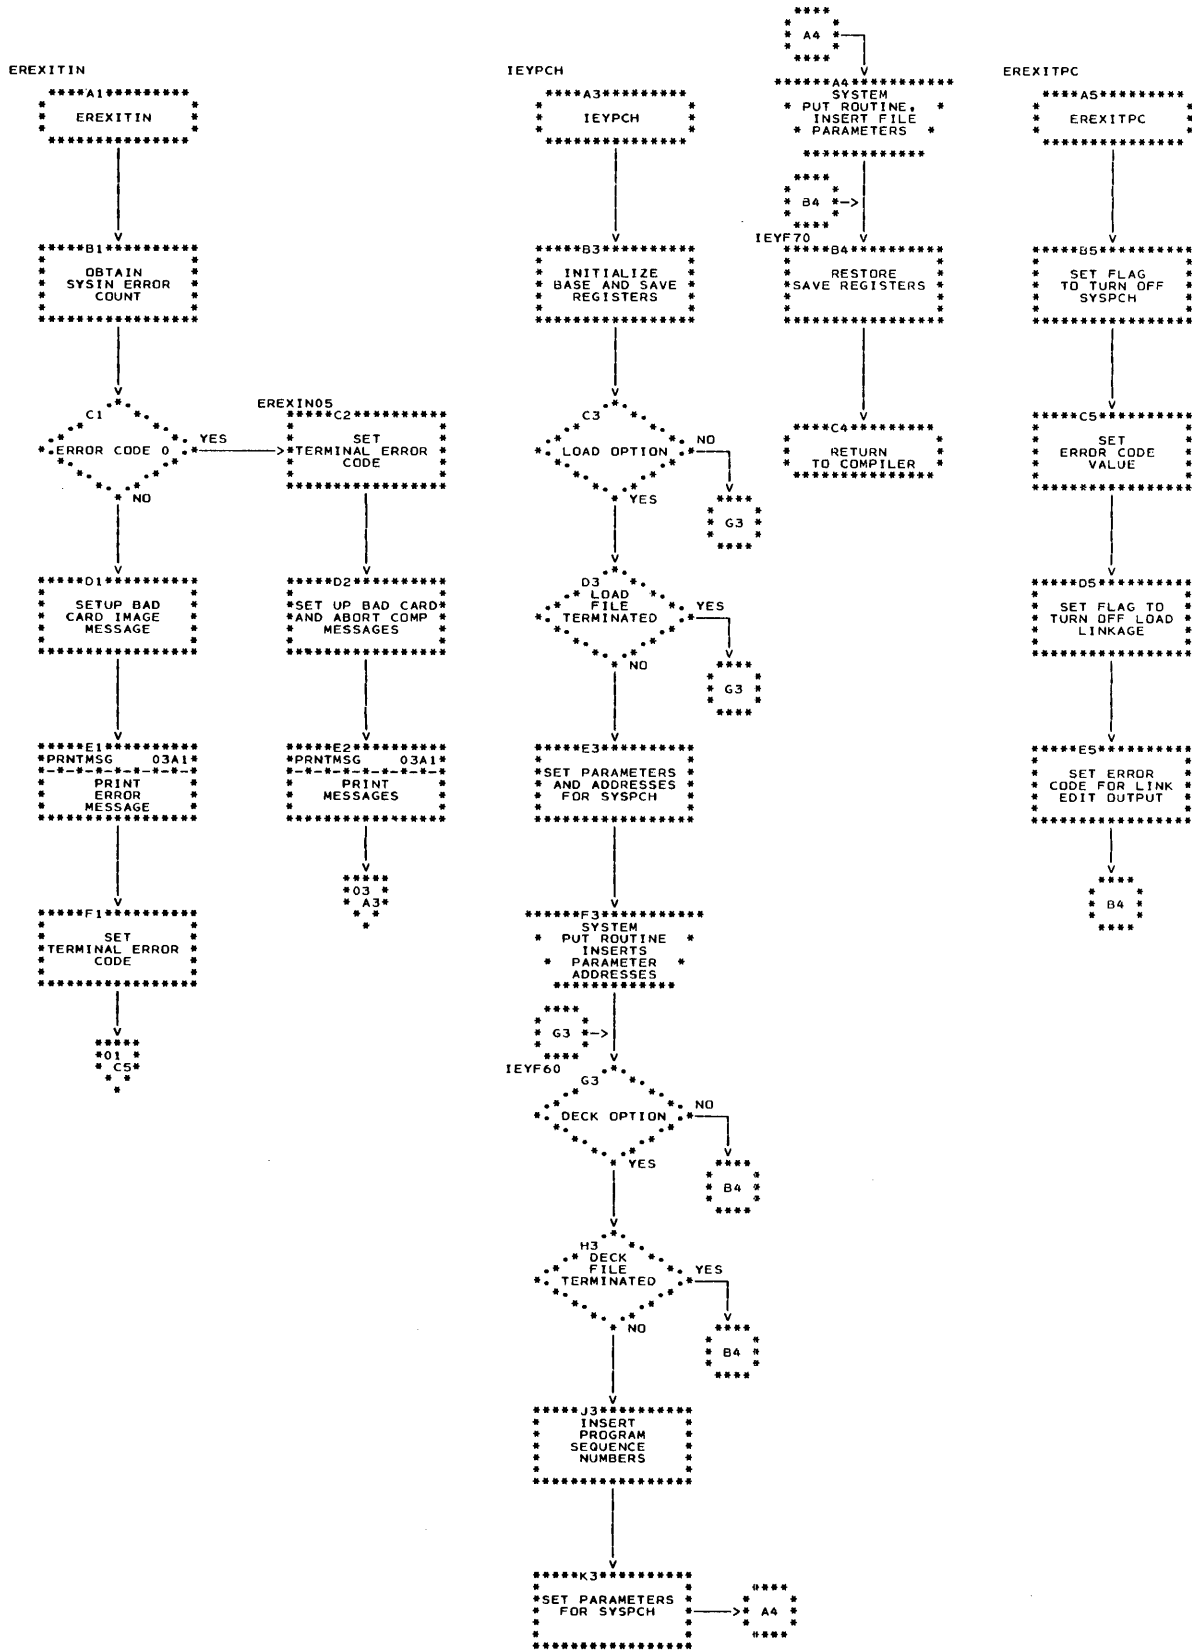 EREXITIN
A1
EREXITIN
B1
OBTAIN
SYSIN ERROR
COUNT
C1
ERROR CODE 0
YES
NO
D1
SETUP BAD
CARD IMAGE
MESSAGE
E1
PRNTMSG 03A1
PRINT
ERROR
MESSAGE
F1
SET
TERMINAL ERROR
CODE
01
C5
EREXIN05
C2
SET
TERMINAL ERROR
CODE
D2
SET UP BAD CARD
AND ABORT COMP
MESSAGES
E2
PRNTMSG 03A1
PRINT
MESSAGES
03
A3
IEYPCH
A3
IEYPCH
B3
INITIALIZE
BASE AND SAVE
REGISTERS
C3
LOAD OPTION
NO
YES
G3
D3
LOAD
FILE
TERMINATED
YES
NO
G3
E3
SET PARAMETERS
AND ADDRESSES
FOR SYSPCH
F3
SYSTEM
PUT ROUTINE
INSERTS
PARAMETER
ADDRESSES
G3
IEYF60
G3
DECK OPTION
NO
YES
B4
H3
DECK
FILE
TERMINATED
YES
NO
B4
J3
INSERT
PROGRAM
SEQUENCE
NUMBERS
K3
SET PARAMETERS
FOR SYSPCH
A4
A4
A4
SYSTEM
PUT ROUTINE,
INSERT FILE
PARAMETERS
B4
IEYF70
B4
RESTORE
SAVE REGISTERS
C4
RETURN
TO COMPILER
EREXITPC
A5
EREXITPC
B5
SET FLAG
TO TURN OFF
SYSPCH
C5
SET
ERROR CODE
VALUE
D5
SET FLAG TO
TURN OFF LOAD
LINKAGE
E5
SET ERROR
CODE FOR LINK
EDIT OUTPUT
B4